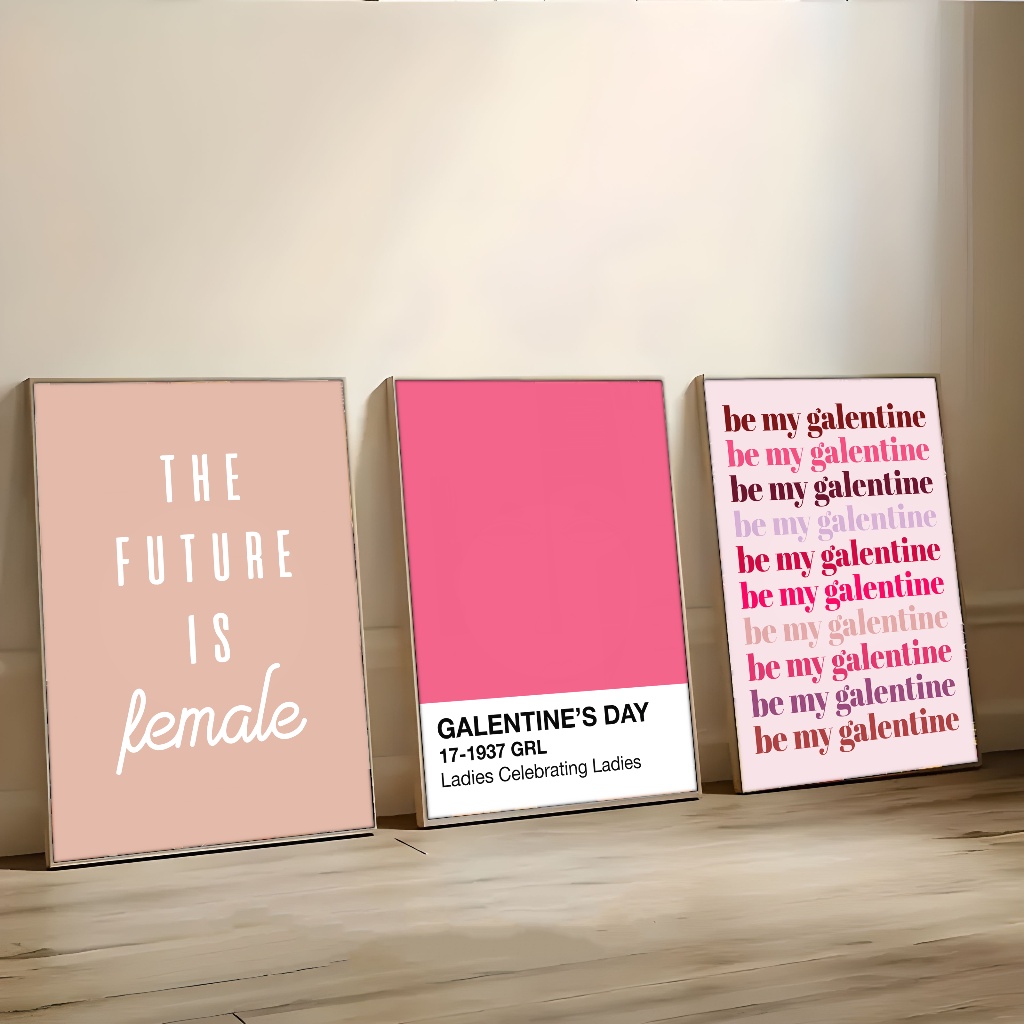 THE
FUTURE
IS
female
GALENTINE'S DAY
17-1937 GRL
Ladies Celebrating Ladies
be my galentine
be my galentine
be my galentine
be my galentine
be my galentine
be my galentine
be my galentine
be my galentine
be my galentine
be my galentine